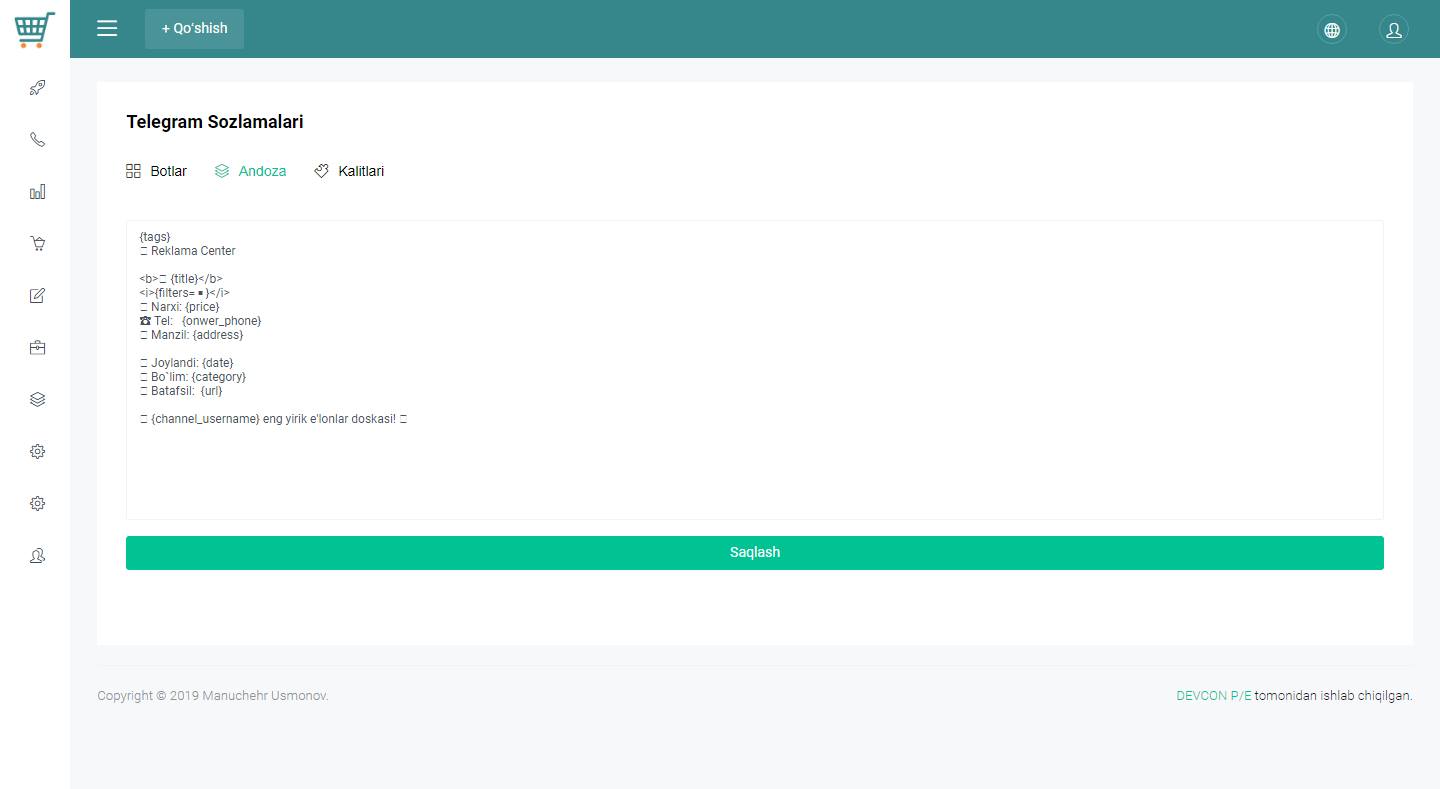 + Qo‘shish
Telegram Sozlamalari
Botlar
Andoza
Kalitlari
{tags}
□ Reklama Center
<b>□ {title}</b>
<i>{filters=▪}</i>
□ Narxi: {price}
☎ Tel:   {onwer_phone}
□ Manzil: {address}
□ Joylandi: {date}
□ Bo`lim: {category}
□ Batafsil:  {url}
□ {channel_username} eng yirik e'lonlar doskasi! □
Saqlash
Copyright © 2019 Manuchehr Usmonov.
DEVCON P/E tomonidan ishlab chiqilgan.